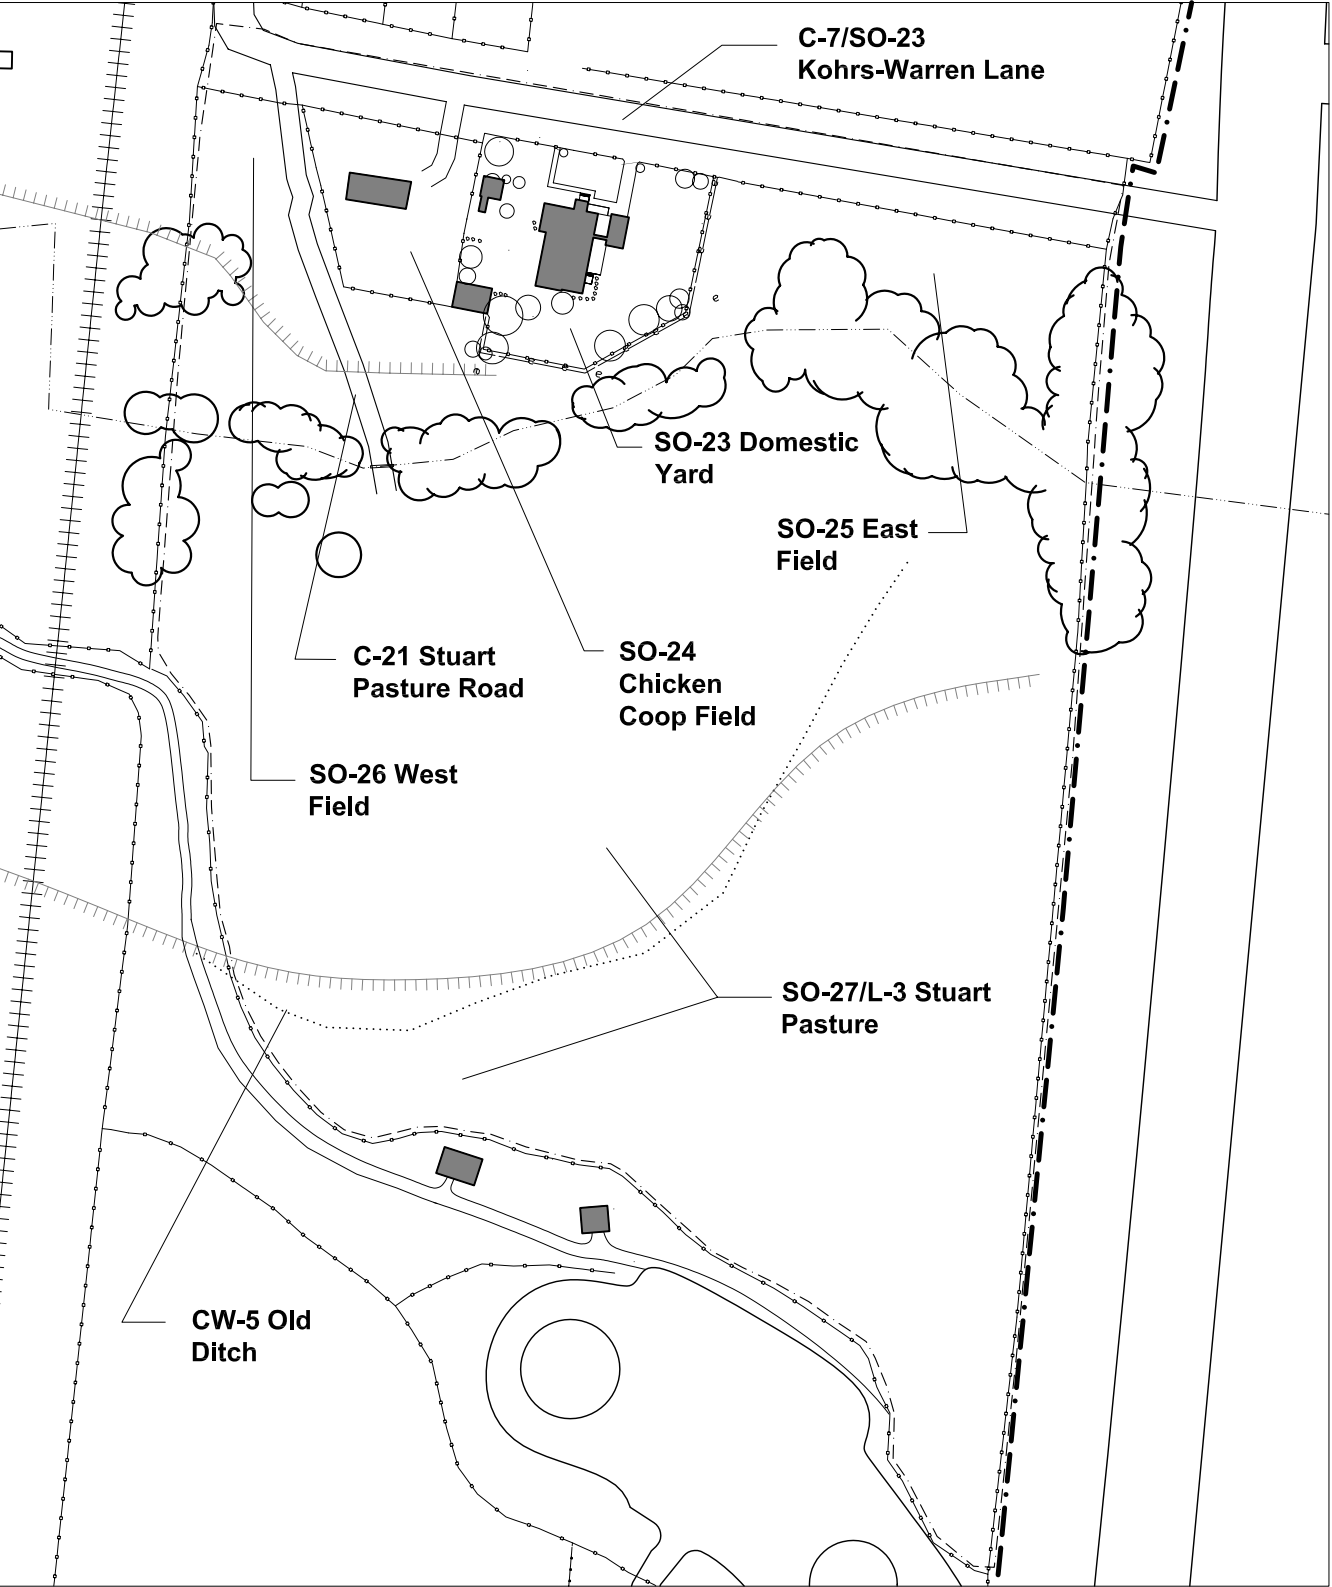 C-7/SO-23
Kohrs-Warren Lane
SO-23 Domestic
Yard
SO-25 East
Field
C-21 Stuart
Pasture Road
SO-24
Chicken
Coop Field
SO-26 West
Field
SO-27/L-3 Stuart
Pasture
CW-5 Old
Ditch